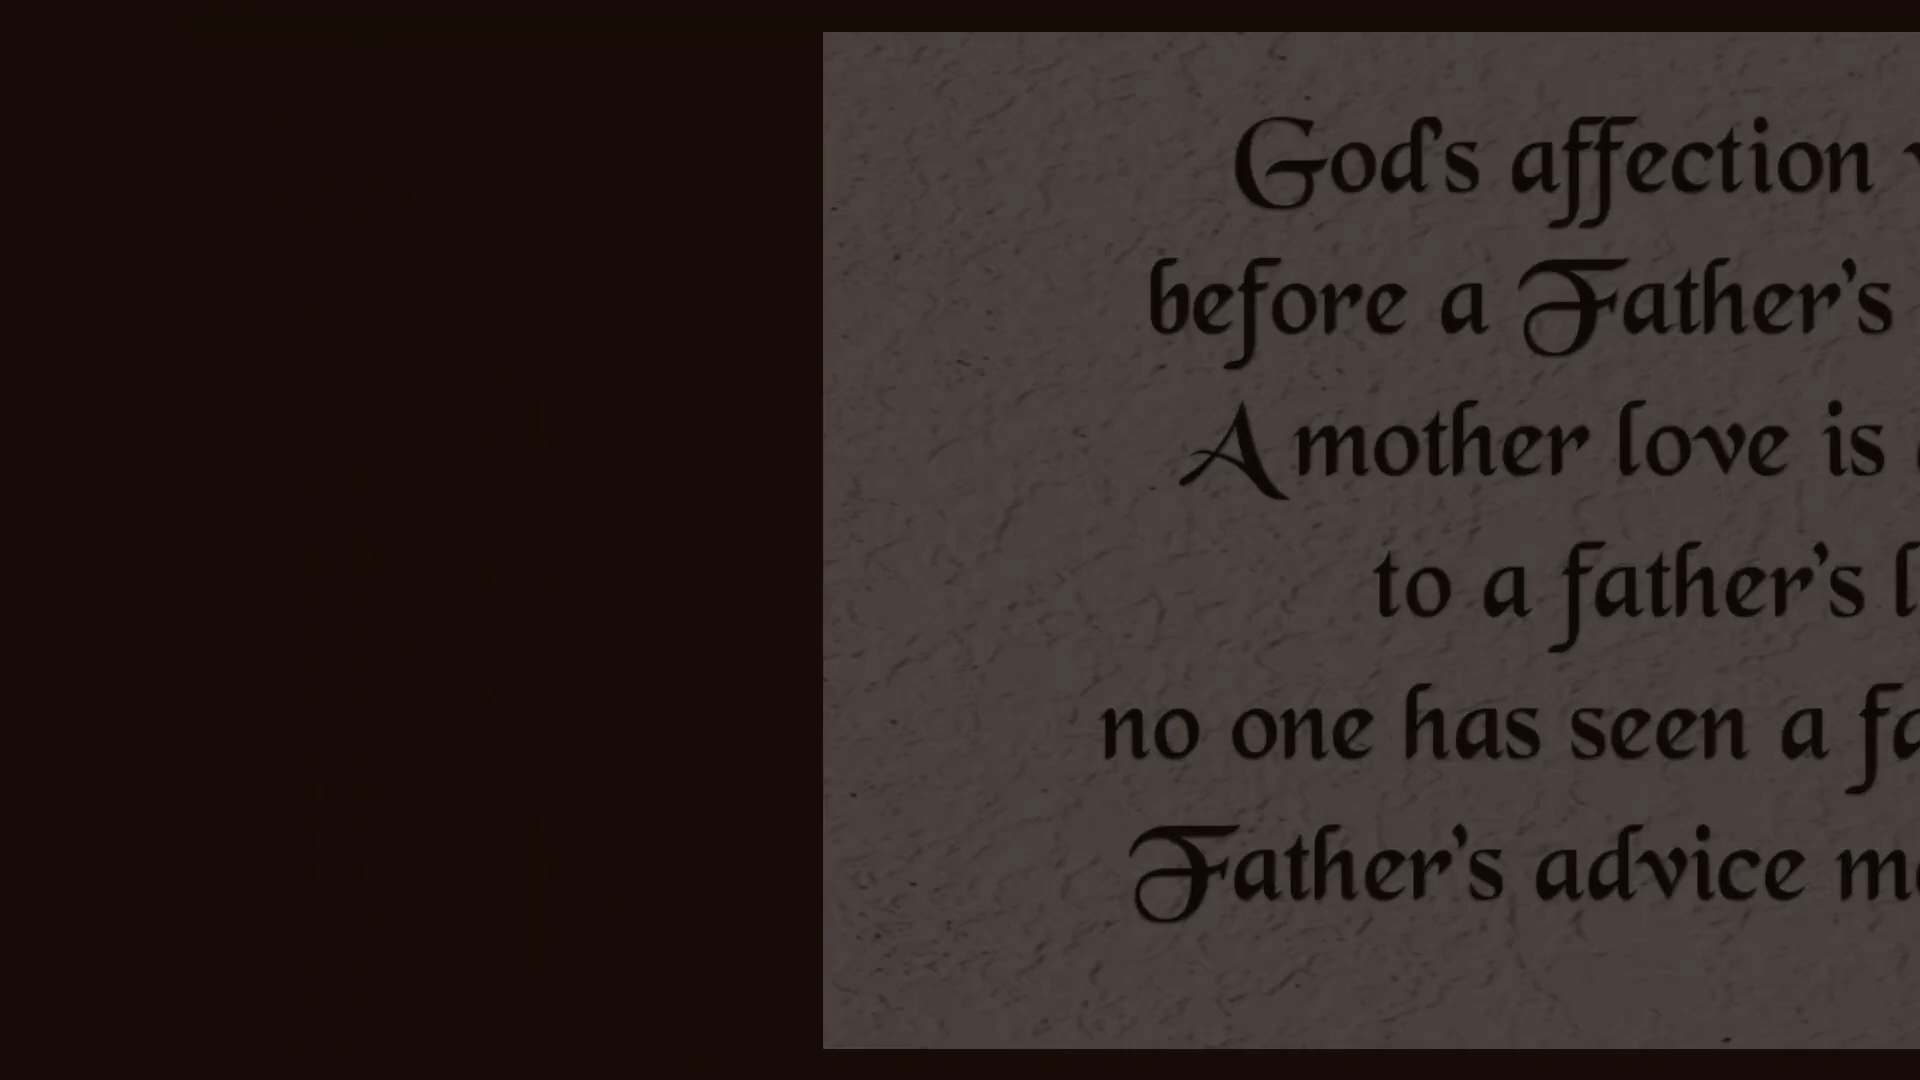 God's affection
before a Father's
A mother love is
to a father's
no one has seen a
Father's advice